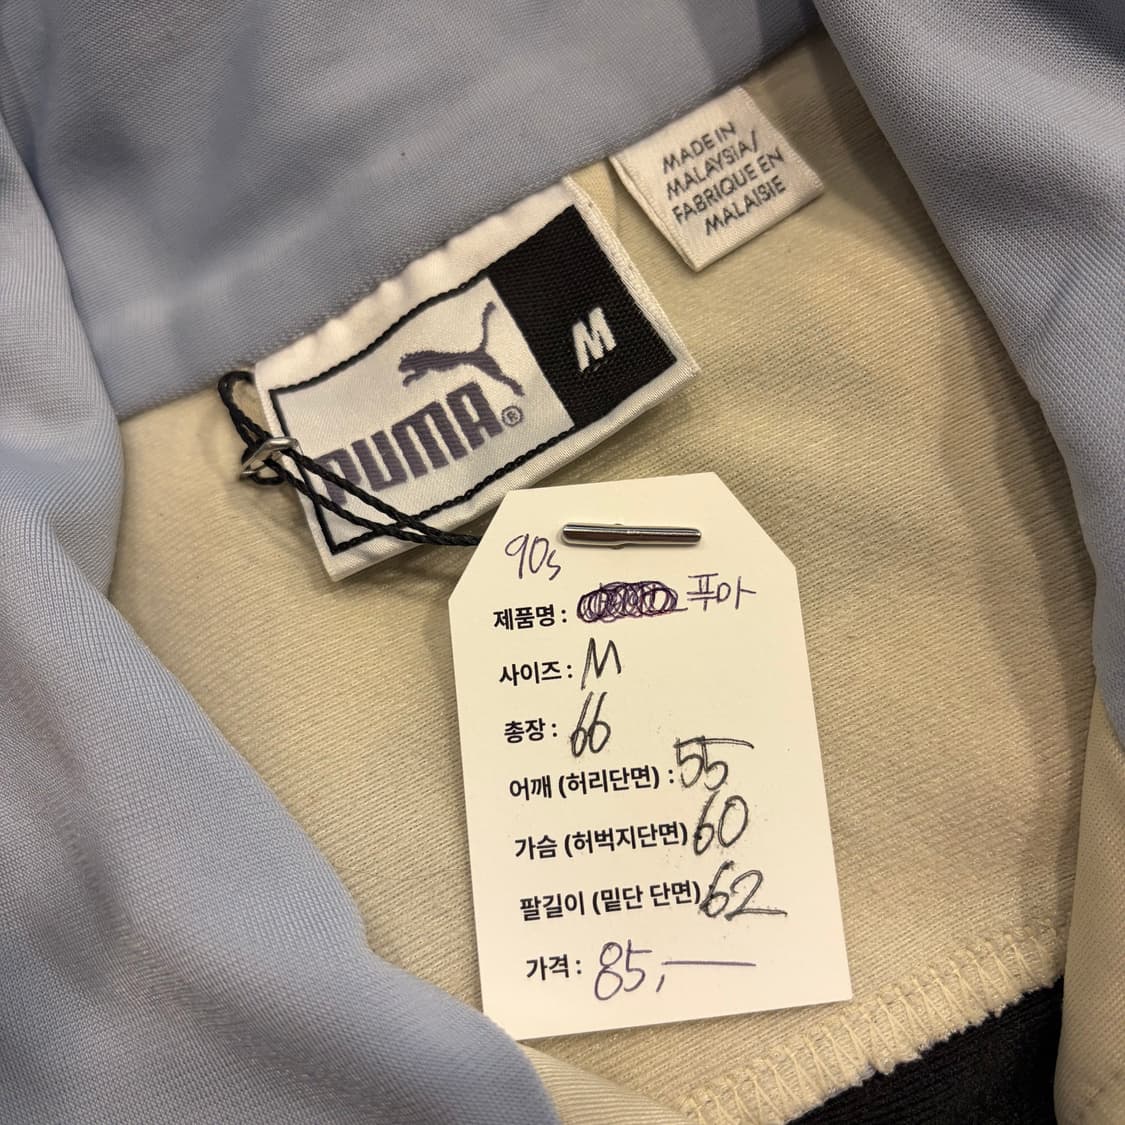 MADE IN
MALAYSIA/
FABRIQUE EN
MALAISIE
PUMA®
M
90s
제품명 : 푸마
사이즈 : M
총장 : 66
어깨 (허리단면) : 55
가슴 (허벅지단면) 60
팔길이 (밑단 단면) 62
가격 : 85,—